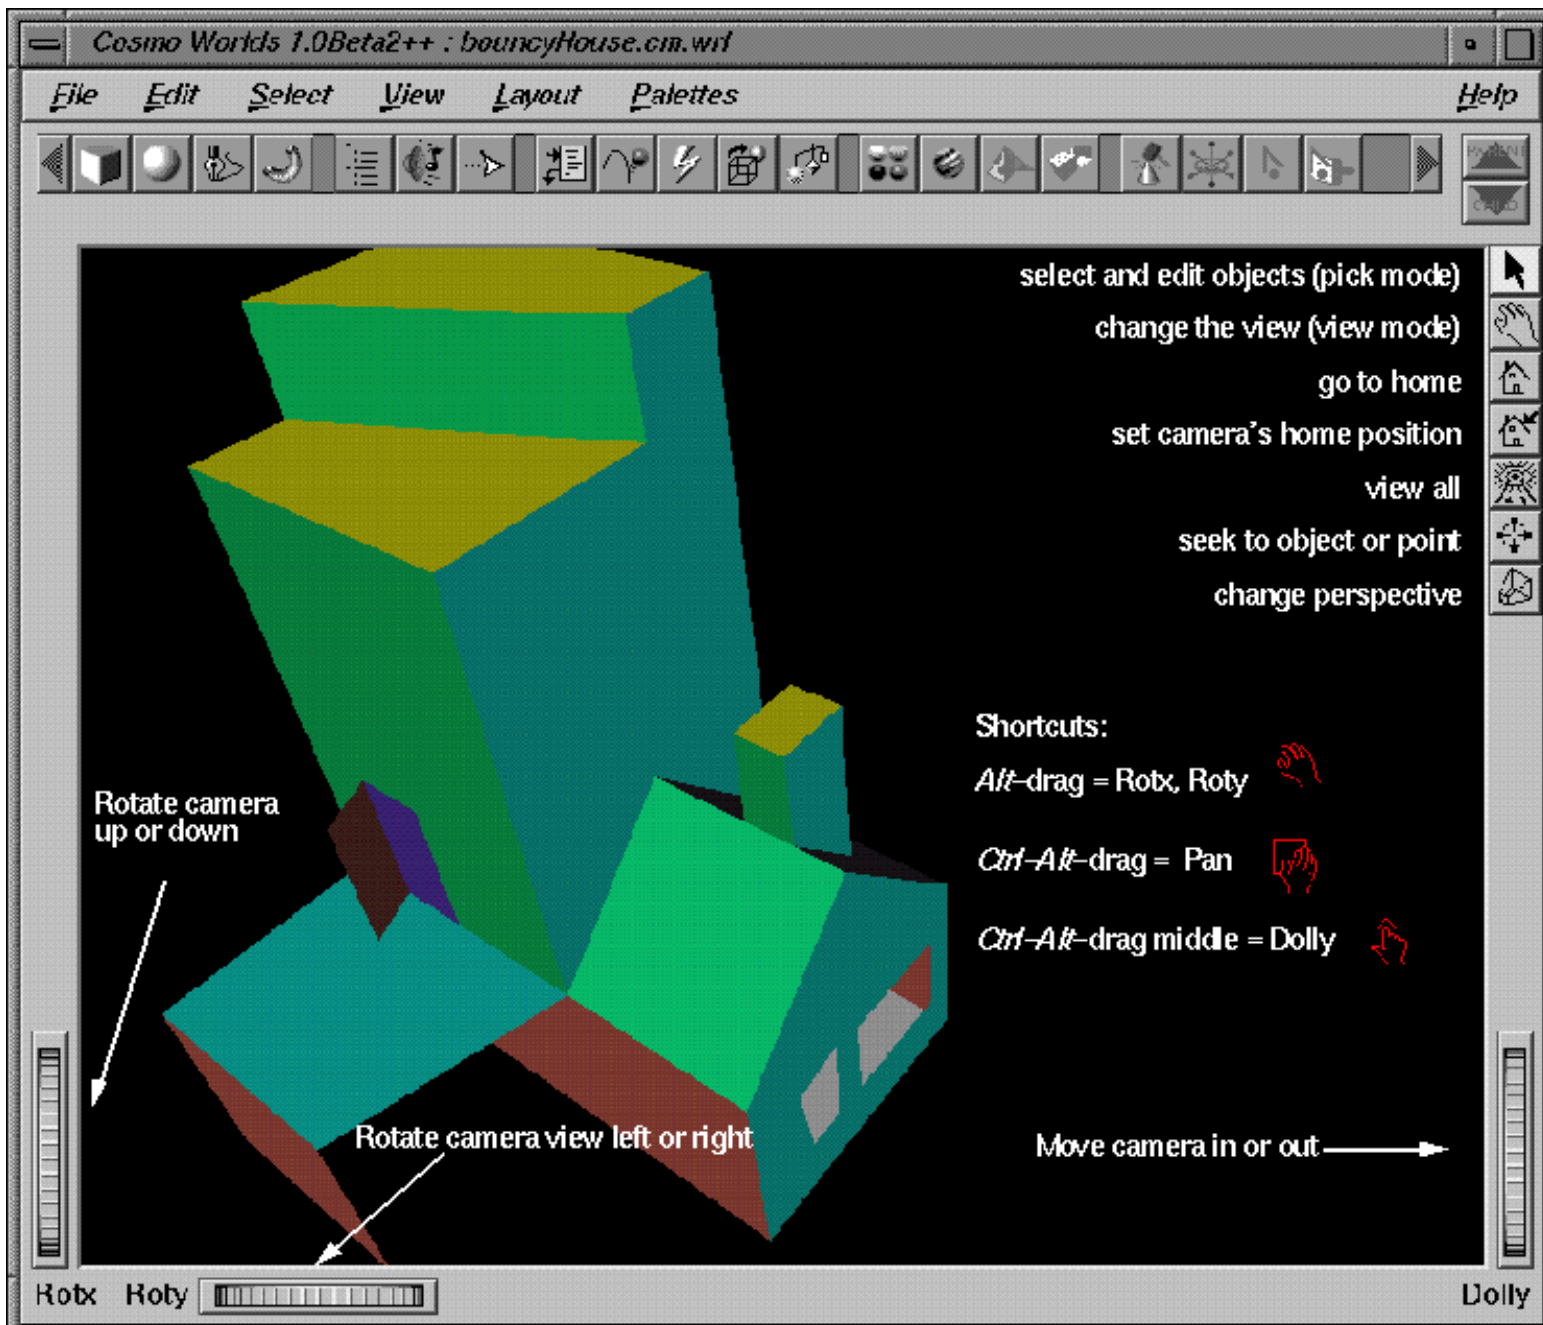 Cosmo Worlds 1.0Beta2++ : bouncyHouse.cm.wrl
File Edit Select View Layout Palettes Help
PARENT
CHILD
select and edit objects (pick mode)
change the view (view mode)
go to home
set camera's home position
view all
seek to object or point
change perspective
Shortcuts:
Alt-drag = Rotx, Roty
Ctrl-Alt-drag = Pan
Ctrl-Alt-drag middle = Dolly
Rotate camera
up or down
Rotate camera view left or right
Move camera in or out
Rotx Roty Dolly